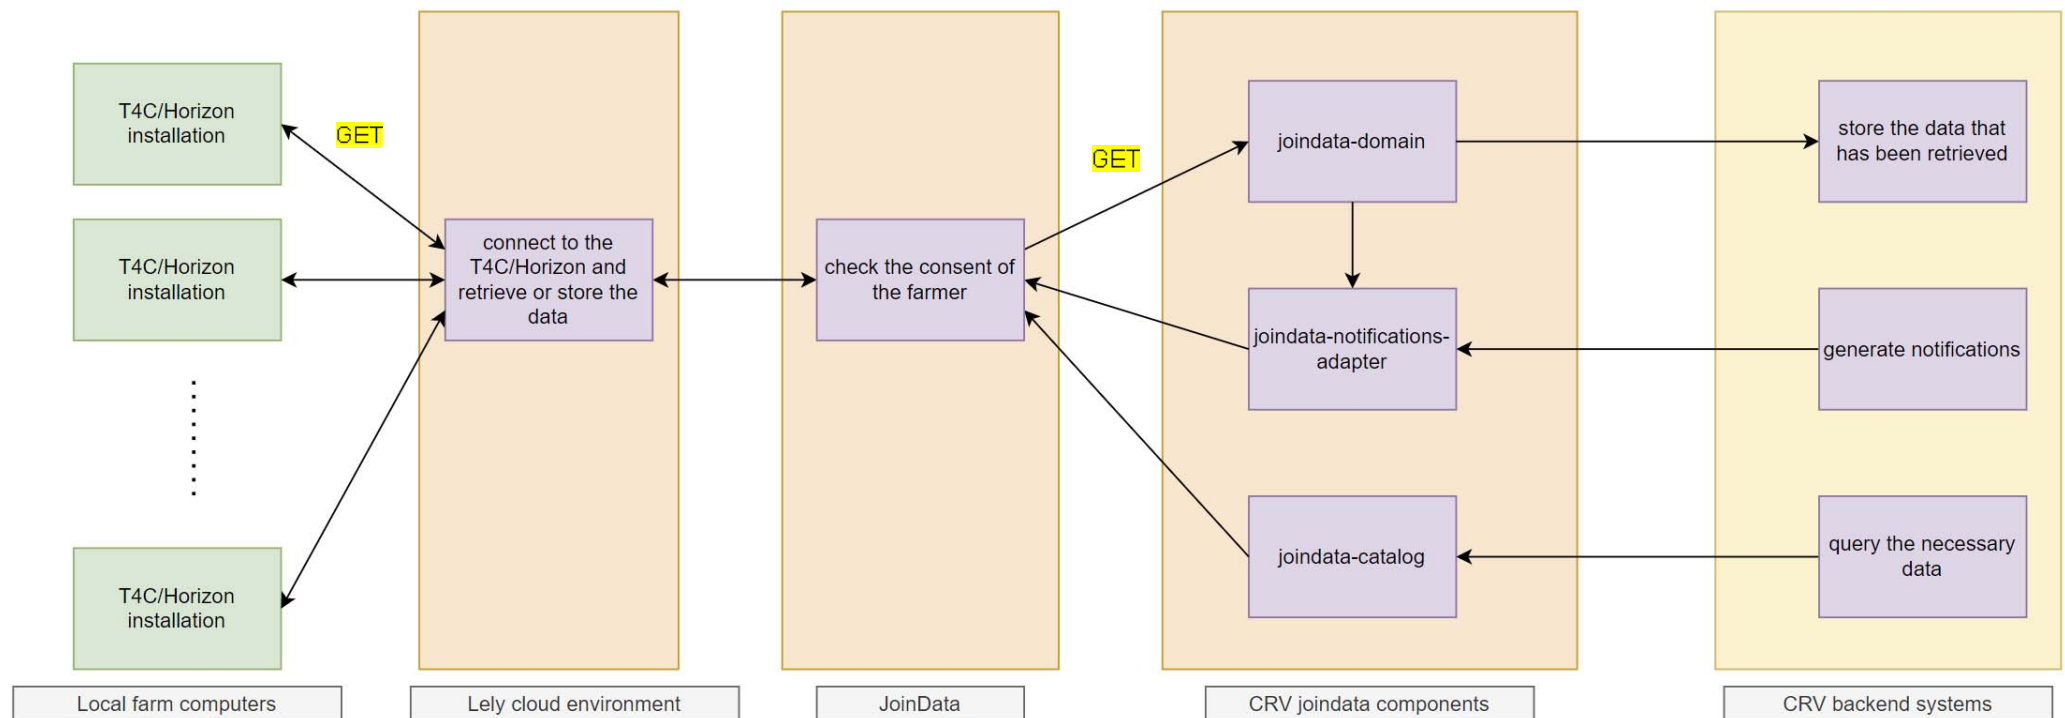 T4C/Horizon
installation
GET
T4C/Horizon
installation
T4C/Horizon
installation
connect to the
T4C/Horizon and
retrieve or store the
data
check the consent of
the farmer
GET
joindata-domain
joindata-notifications-
adapter
joindata-catalog
store the data that
has been retrieved
generate notifications
query the necessary
data
Local farm computers
Lely cloud environment
JoinData
CRV joindata components
CRV backend systems